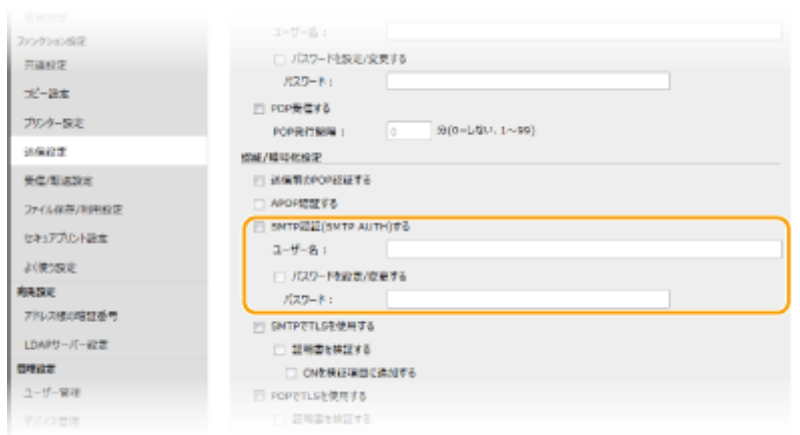 ファンクション設定
共通設定
コピー設定
プリンター設定
送信設定
受信/転送設定
ファイル保存/利用設定
セキュアプリント設定
よく使う設定
宛先設定
アドレス帳の暗証番号
LDAPサーバー設定
管理設定
ユーザー管理
デバイス管理
ユーザー名：
パスワードを設定/変更する
パスワード：
POP受信する
POP発行間隔： 0 分(0=しない, 1～99)
認証/暗号化設定
送信前のPOP認証する
APOP認証する
SMTP認証(SMTP AUTH)する
ユーザー名：
パスワードを設定/変更する
パスワード：
SMTPでTLSを使用する
証明書を検証する
CNを検証項目に追加する
POPでTLSを使用する
証明書を検証する